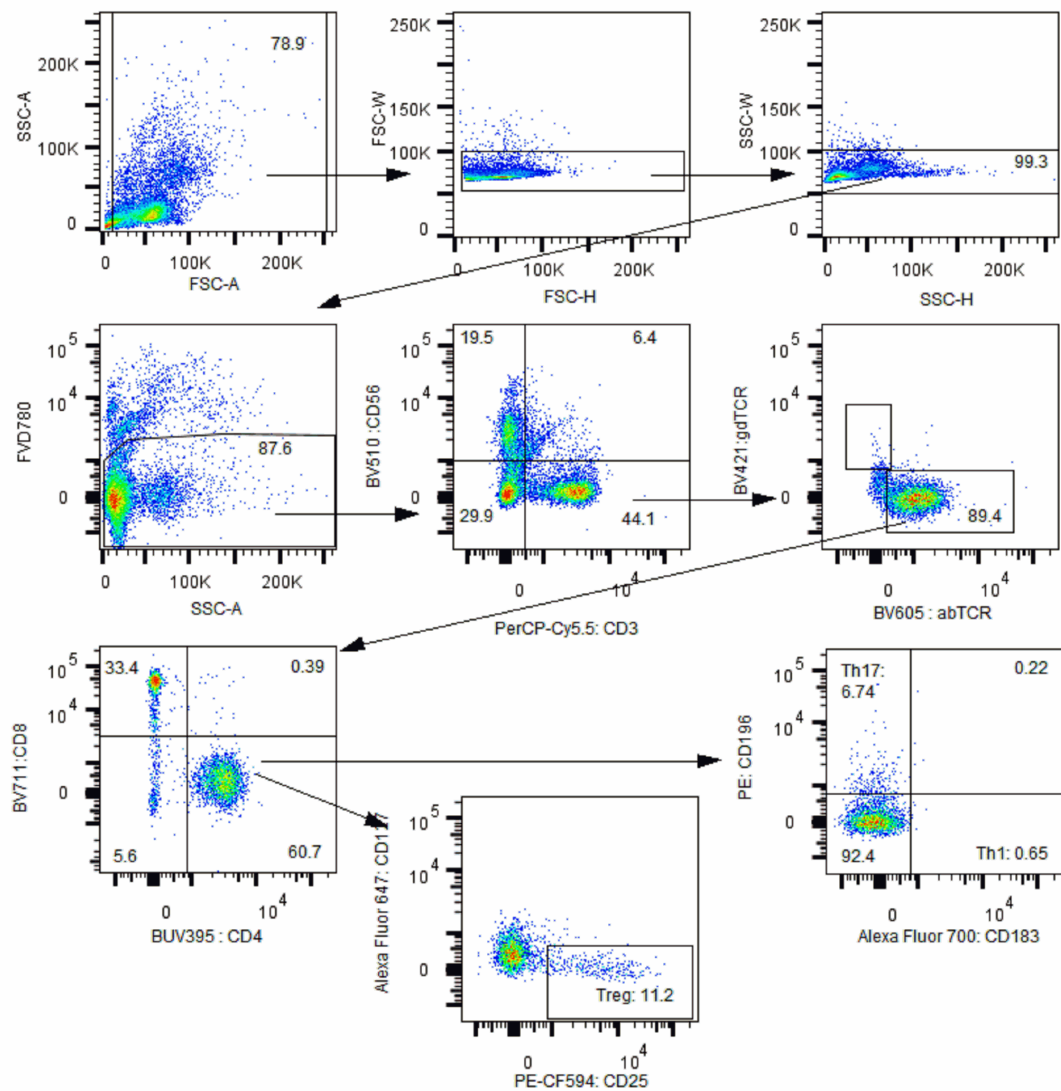 SSC-A
200K
100K
0
78.9
0
100K
200K
FSC-A
FSC-W
250K
150K
100K
0
0
100K
200K
FSC-H
SSC-W
250K
150K
100K
0
99.3
0
100K
200K
SSC-H
FVD780
10^5
10^4
0
87.6
0
100K
200K
SSC-A
BV510 :CD56
10^5
10^4
0
19.5
6.4
29.9
44.1
0
10^4
PerCP-Cy5.5: CD3
BV421:gdTCR
10^5
10^4
0
89.4
0
10^4
BV605 : abTCR
BV711:CD8
10^5
10^4
0
33.4
0.39
5.6
60.7
0
10^4
BUV395 : CD4
Alexa Fluor 647:
10^5
10^4
0
Treg: 11.2
0
10^4
PE-CF594: CD25
PE: CD196
10^5
10^4
0
Th17:
6.74
0.22
92.4
Th1: 0.65
0
10^4
Alexa Fluor 700: CD183